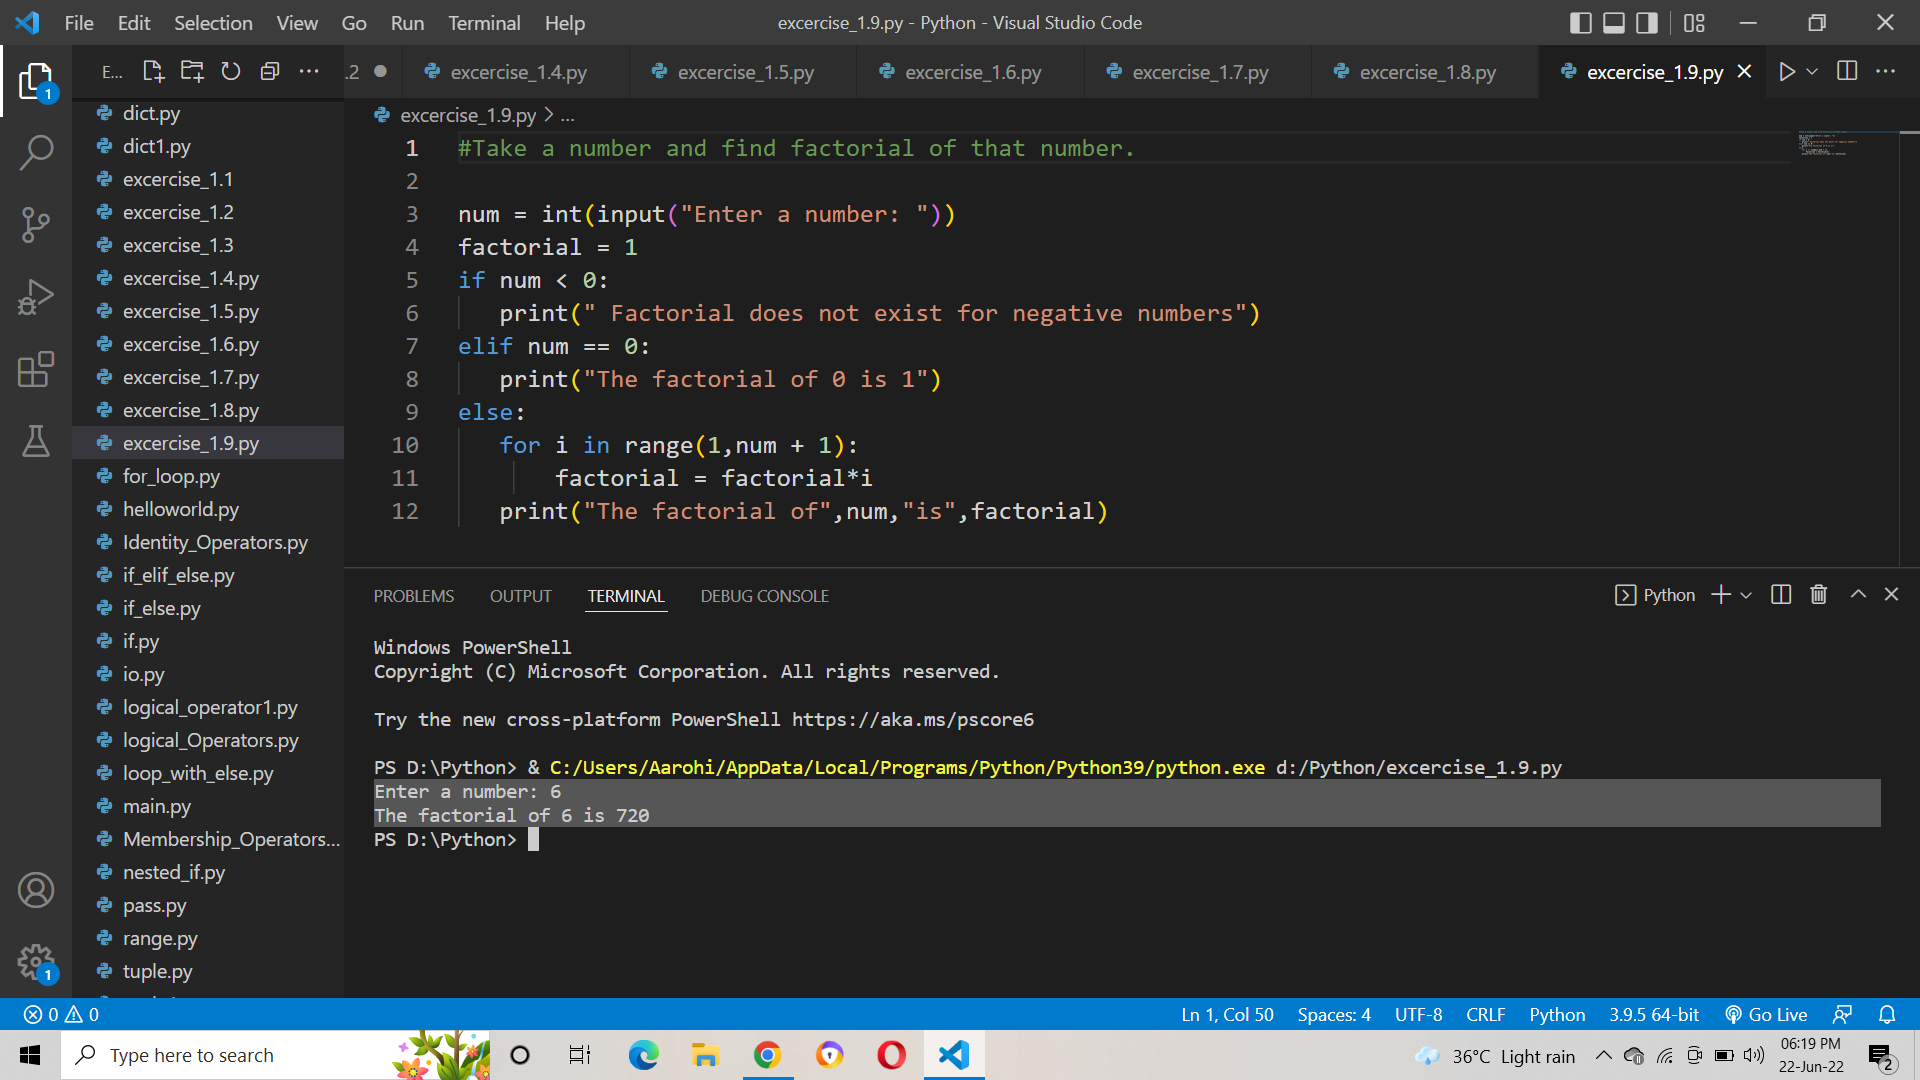 File Edit Selection View Go Run Terminal Help
excercise_1.9.py - Python - Visual Studio Code
E...
.2
excercise_1.4.py
excercise_1.5.py
excercise_1.6.py
excercise_1.7.py
excercise_1.8.py
excercise_1.9.py
1
dict.py
dict1.py
excercise_1.1
excercise_1.2
excercise_1.3
excercise_1.4.py
excercise_1.5.py
excercise_1.6.py
excercise_1.7.py
excercise_1.8.py
excercise_1.9.py
for_loop.py
helloworld.py
Identity_Operators.py
if_elif_else.py
if_else.py
if.py
io.py
logical_operator1.py
logical_Operators.py
loop_with_else.py
main.py
Membership_Operators...
nested_if.py
pass.py
range.py
tuple.py
1
excercise_1.9.py > ...
1 #Take a number and find factorial of that number.
2
3 num = int(input("Enter a number: "))
4 factorial = 1
5 if num < 0:
6    print(" Factorial does not exist for negative numbers")
7 elif num == 0:
8    print("The factorial of 0 is 1")
9 else:
10    for i in range(1,num + 1):
11        factorial = factorial*i
12    print("The factorial of",num,"is",factorial)
PROBLEMS OUTPUT TERMINAL DEBUG CONSOLE
Python
Windows PowerShell
Copyright (C) Microsoft Corporation. All rights reserved.
Try the new cross-platform PowerShell https://aka.ms/pscore6
PS D:\Python> & C:/Users/Aarohi/AppData/Local/Programs/Python/Python39/python.exe d:/Python/excercise_1.9.py
Enter a number: 6
The factorial of 6 is 720
PS D:\Python>
0 0
Ln 1, Col 50 Spaces: 4 UTF-8 CRLF Python 3.9.5 64-bit Go Live
Type here to search
36°C Light rain
06:19 PM
22-Jun-22
2